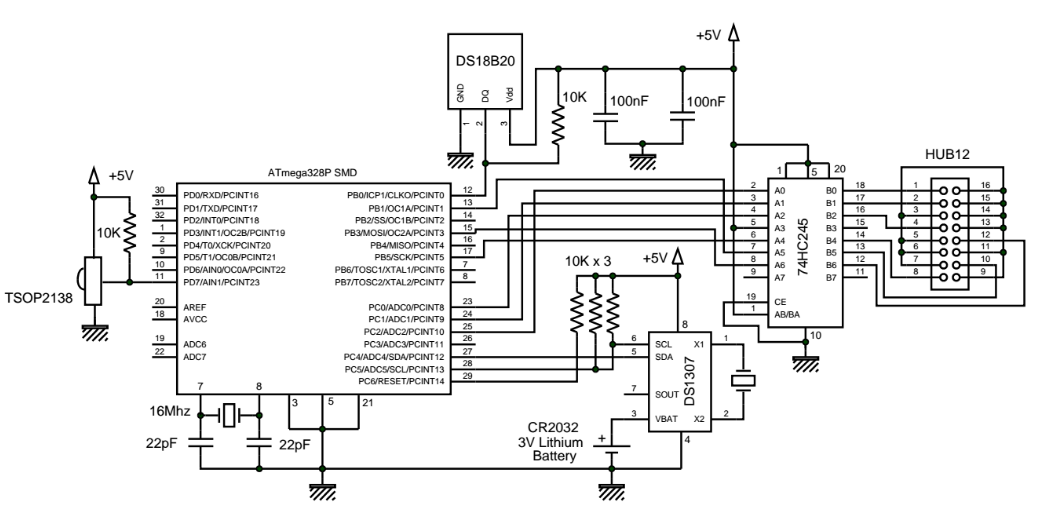 +5V
DS18B20
GND
DQ
Vdd
1
2
3
10K
100nF
100nF
HUB12
ATmega328P SMD
+5V
10K
TSOP2138
30 PD0/RXD/PCINT16
31 PD1/TXD/PCINT17
32 PD2/INT0/PCINT18
1 PD3/INT1/OC2B/PCINT19
2 PD4/T0/XCK/PCINT20
9 PD5/T1/OC0B/PCINT21
10 PD6/AIN0/OC0A/PCINT22
11 PD7/AIN1/PCINT23
20 AREF
18 AVCC
19 ADC6
22 ADC7
PB0/ICP1/CLKO/PCINT0 12
PB1/OC1A/PCINT1 13
PB2/SS/OC1B/PCINT2 14
PB3/MOSI/OC2A/PCINT3 15
PB4/MISO/PCINT4 16
PB5/SCK/PCINT5 17
PB6/TOSC1/XTAL1/PCINT6 7
PB7/TOSC2/XTAL2/PCINT7 8
PC0/ADC0/PCINT8 23
PC1/ADC1/PCINT9 24
PC2/ADC2/PCINT10 25
PC3/ADC3/PCINT11 26
PC4/ADC4/SDA/PCINT12 27
PC5/ADC5/SCL/PCINT13 28
PC6/RESET/PCINT14 29
7
8
3
5
21
16Mhz
22pF
22pF
10K x 3
+5V
8
6 SCL
5 SDA
7 SOUT
3 VBAT
X1 1
X2 2
DS1307
4
CR2032
3V Lithium
Battery
+
1
5
20
2 A0
3 A1
4 A2
5 A3
6 A4
7 A5
8 A6
9 A7
19 CE
1 AB/BA
74HC245
B0 18
B1 17
B2 16
B3 15
B4 14
B5 13
B6 12
B7 11
10
1 16
2 15
3 14
4 13
5 12
6 11
7 10
8 9